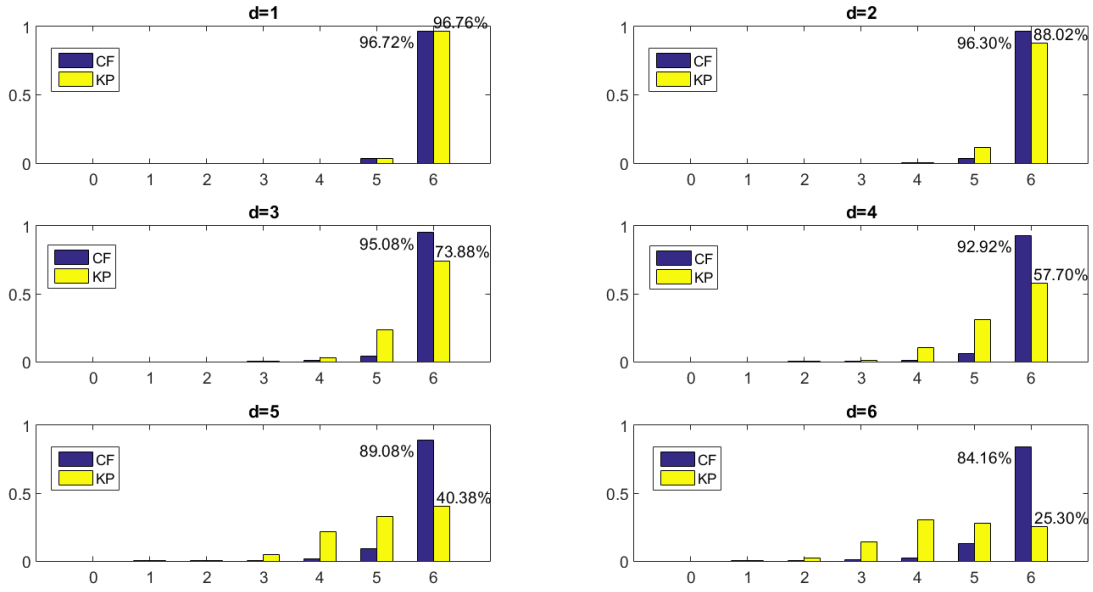 d=1
96.76%
1
96.72%
CF
KP
0.5
0
0 1 2 3 4 5 6
d=2
1
96.30%
88.02%
CF
KP
0.5
0
0 1 2 3 4 5 6
d=3
1
95.08%
73.88%
CF
KP
0.5
0
0 1 2 3 4 5 6
d=4
1
92.92%
57.70%
CF
KP
0.5
0
0 1 2 3 4 5 6
d=5
1
89.08%
CF
KP
0.5
40.38%
0
0 1 2 3 4 5 6
d=6
1
84.16%
CF
KP
0.5
25.30%
0
0 1 2 3 4 5 6